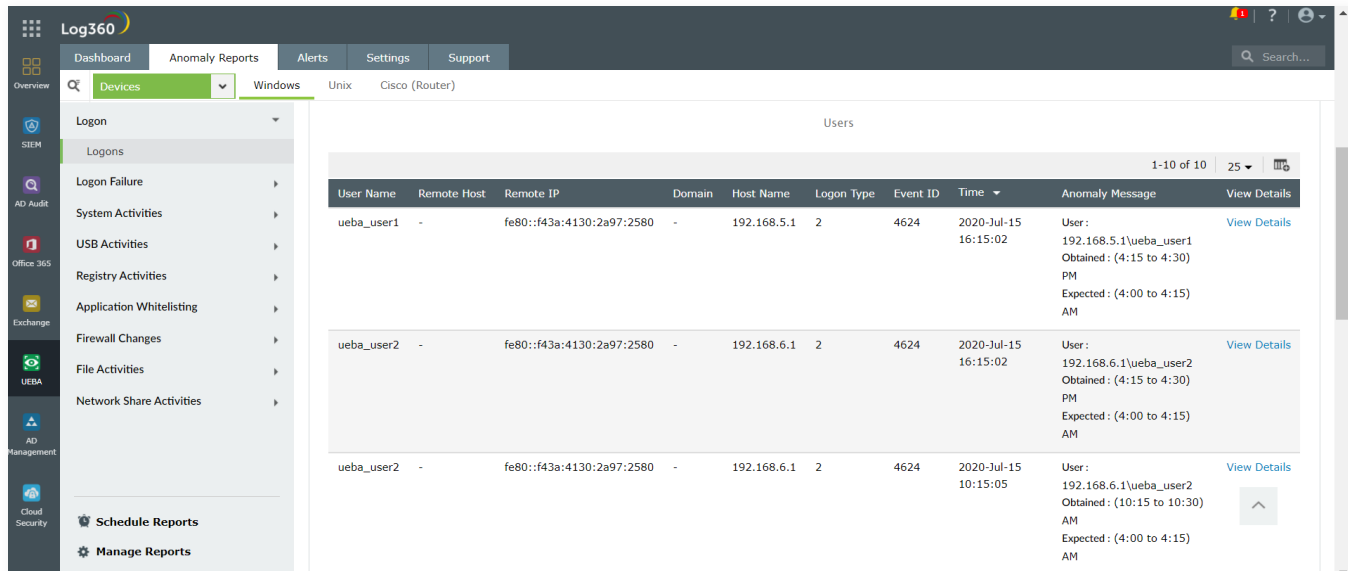 1
?
Log360
Dashboard
Anomaly Reports
Alerts
Settings
Support
Search...
Overview
SIEM
AD Audit
Office 365
Exchange
UEBA
AD
Management
Cloud
Security
Devices
Windows
Unix
Cisco (Router)
Logon
Logons
Logon Failure
System Activities
USB Activities
Registry Activities
Application Whitelisting
Firewall Changes
File Activities
Network Share Activities
Schedule Reports
Manage Reports
Users
1-10 of 10
25
User Name Remote Host Remote IP Domain Host Name Logon Type Event ID Time Anomaly Message View Details
ueba_user1 - fe80::f43a:4130:2a97:2580 - 192.168.5.1 2 4624 2020-Jul-15 User : View Details
16:15:02 192.168.5.1\ueba_user1
Obtained : (4:15 to 4:30)
PM
Expected : (4:00 to 4:15)
AM
ueba_user2 - fe80::f43a:4130:2a97:2580 - 192.168.6.1 2 4624 2020-Jul-15 User : View Details
16:15:02 192.168.6.1\ueba_user2
Obtained : (4:15 to 4:30)
PM
Expected : (4:00 to 4:15)
AM
ueba_user2 - fe80::f43a:4130:2a97:2580 - 192.168.6.1 2 4624 2020-Jul-15 User : View Details
10:15:05 192.168.6.1\ueba_user2
Obtained : (10:15 to 10:30)
AM
Expected : (4:00 to 4:15)
AM